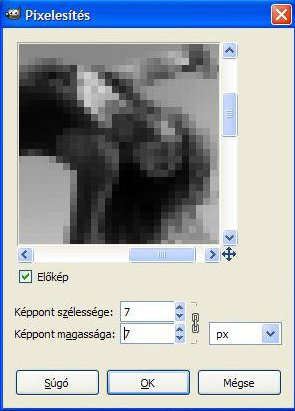 Pixelesítés
Előkép
Képpont szélessége: 7
Képpont magassága: 7 px
Súgó OK Mégse